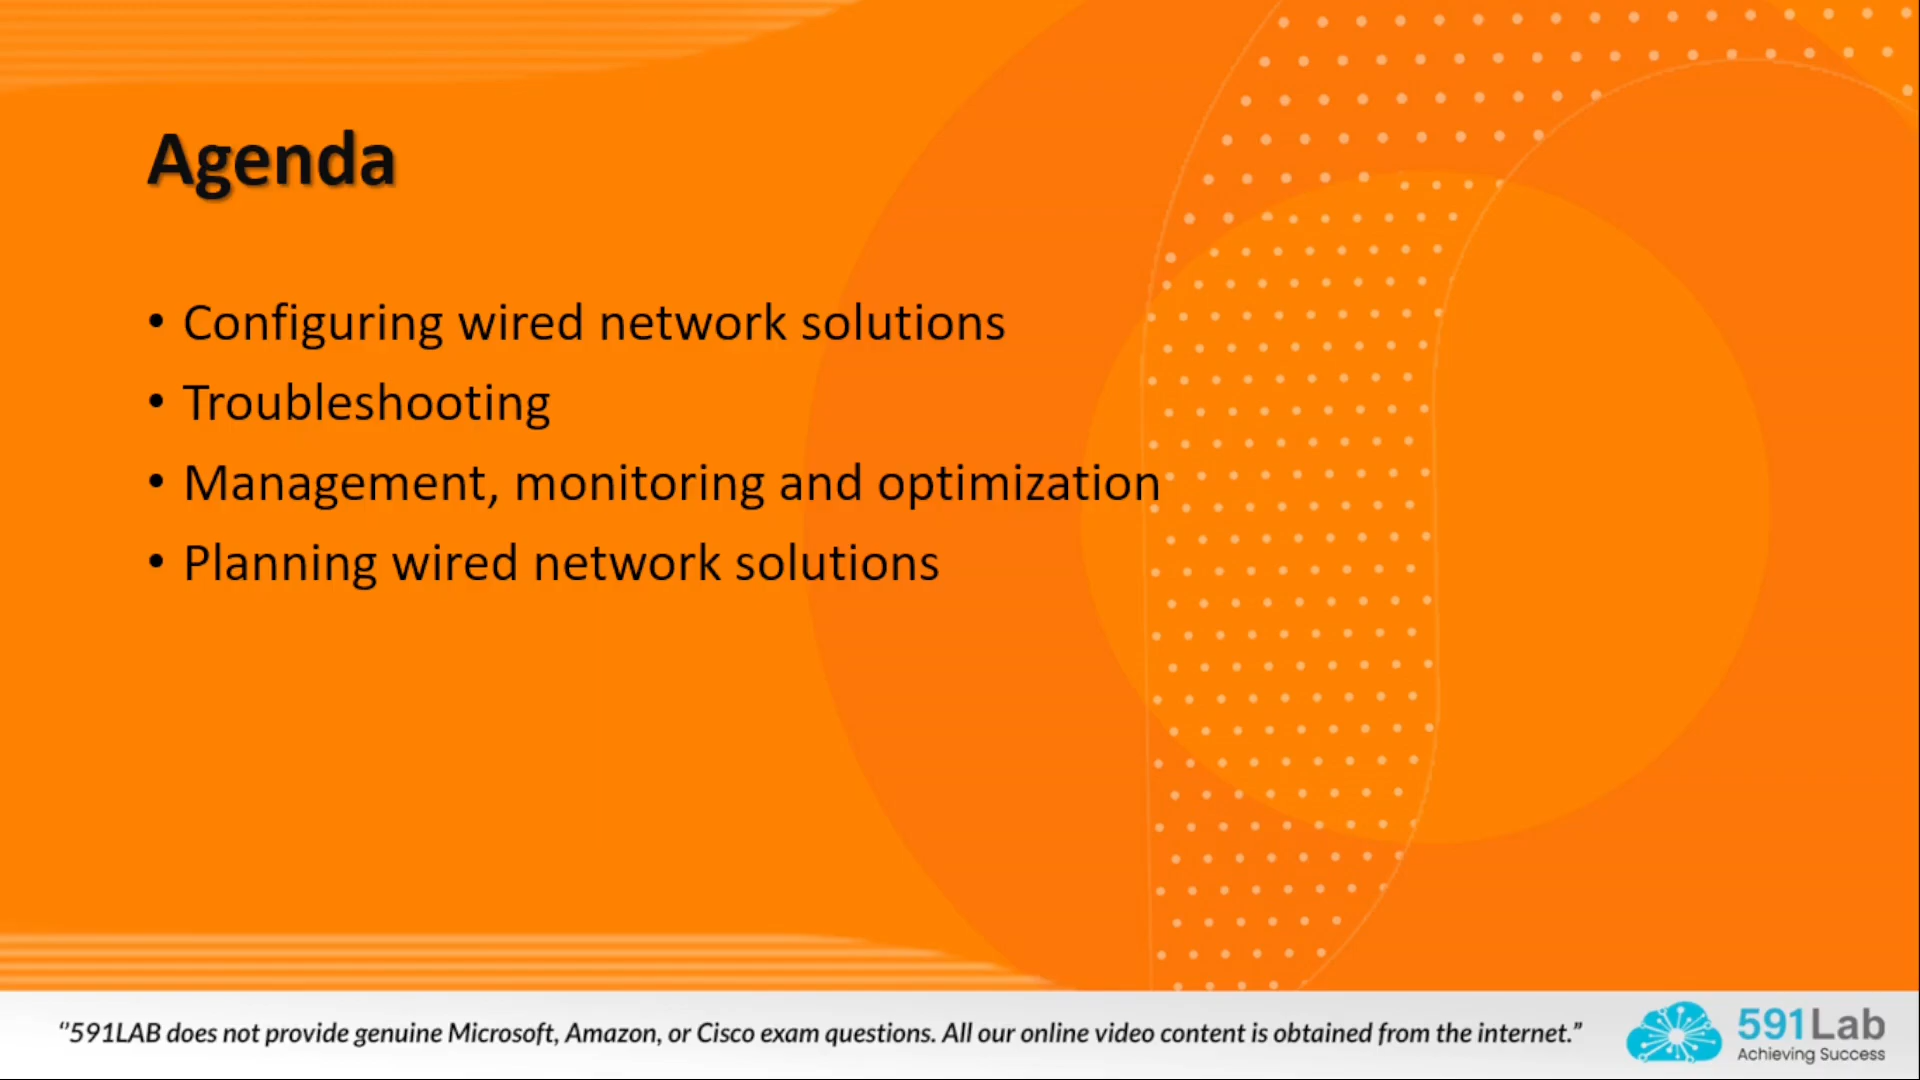 Agenda
• Configuring wired network solutions
• Troubleshooting
• Management, monitoring and optimization
• Planning wired network solutions
‘’591LAB does not provide genuine Microsoft, Amazon, or Cisco exam questions. All our online video content is obtained from the internet.”
591Lab
Achieving Success